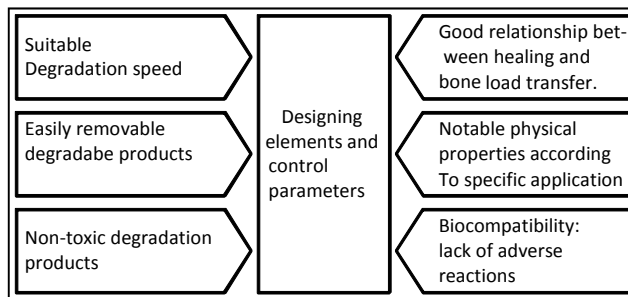 Suitable
Degradation speed
Easily removable
degradabe products
Non-toxic degradation
products
Designing
elements and
control
parameters
Good relationship bet-
ween healing and
bone load transfer.
Notable physical
properties according
To specific application
Biocompatibility:
lack of adverse
reactions